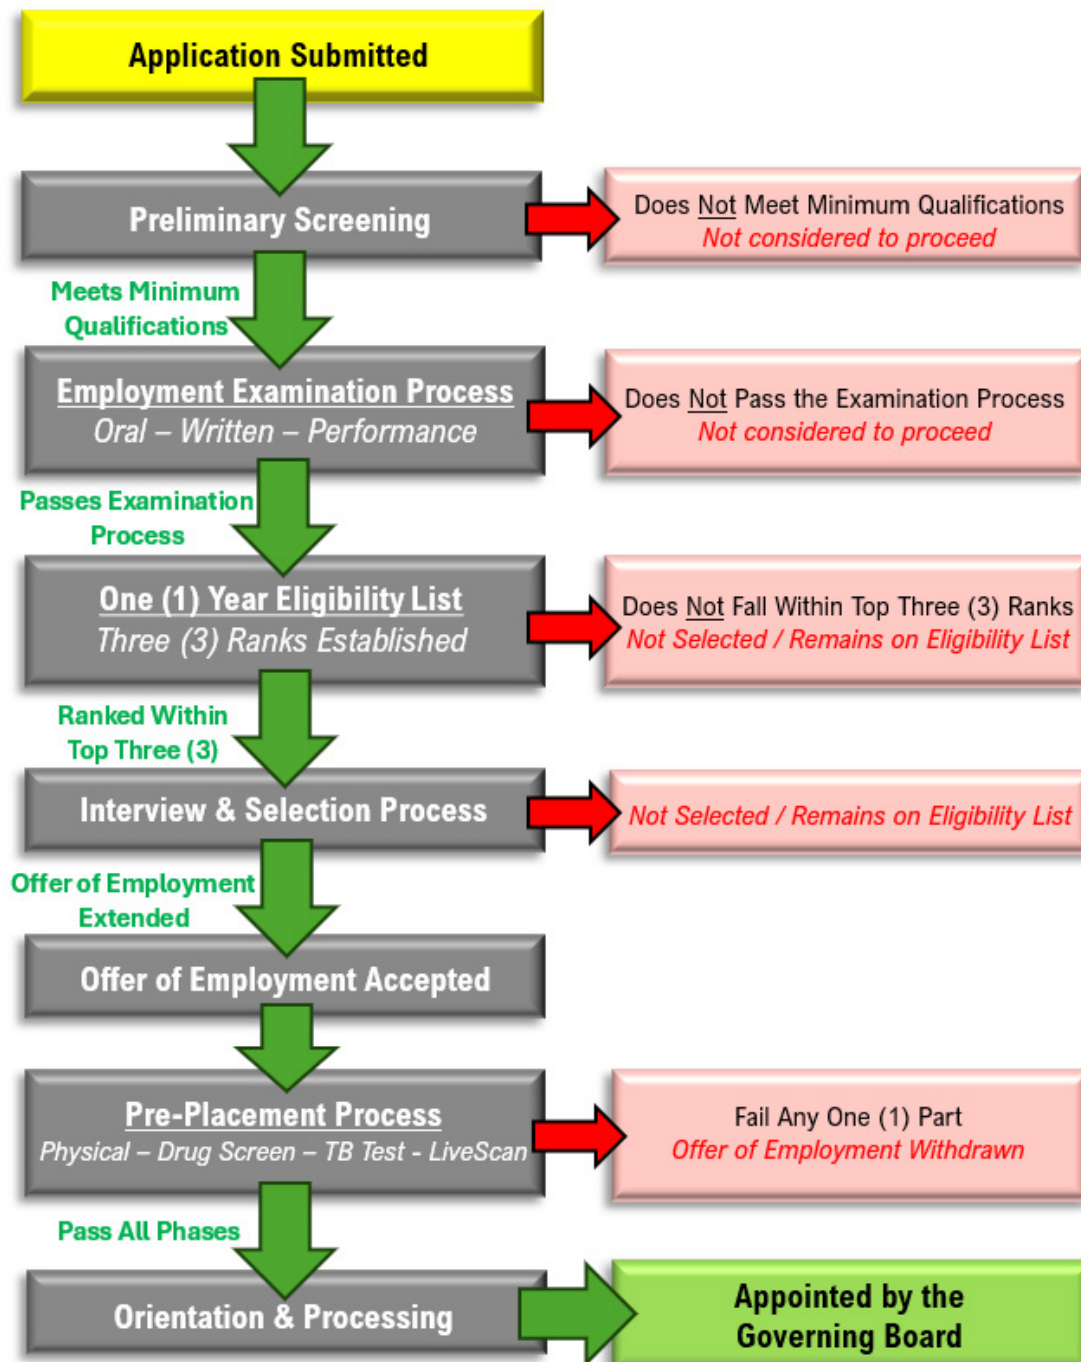 Application Submitted
Preliminary Screening
Does Not Meet Minimum Qualifications
Not considered to proceed
Meets Minimum
Qualifications
Employment Examination Process
Oral – Written – Performance
Does Not Pass the Examination Process
Not considered to proceed
Passes Examination
Process
One (1) Year Eligibility List
Three (3) Ranks Established
Does Not Fall Within Top Three (3) Ranks
Not Selected / Remains on Eligibility List
Ranked Within
Top Three (3)
Interview & Selection Process
Not Selected / Remains on Eligibility List
Offer of Employment
Extended
Offer of Employment Accepted
Pre-Placement Process
Physical – Drug Screen – TB Test - LiveScan
Fail Any One (1) Part
Offer of Employment Withdrawn
Pass All Phases
Orientation & Processing
Appointed by the
Governing Board